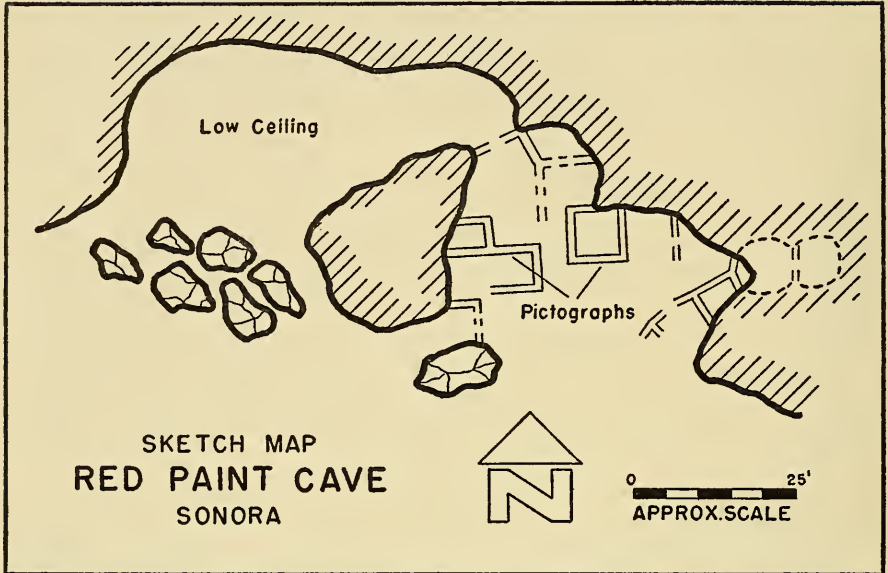 Low Ceiling
Pictographs
SKETCH MAP
RED PAINT CAVE
SONORA
N
0 25'
APPROX.SCALE